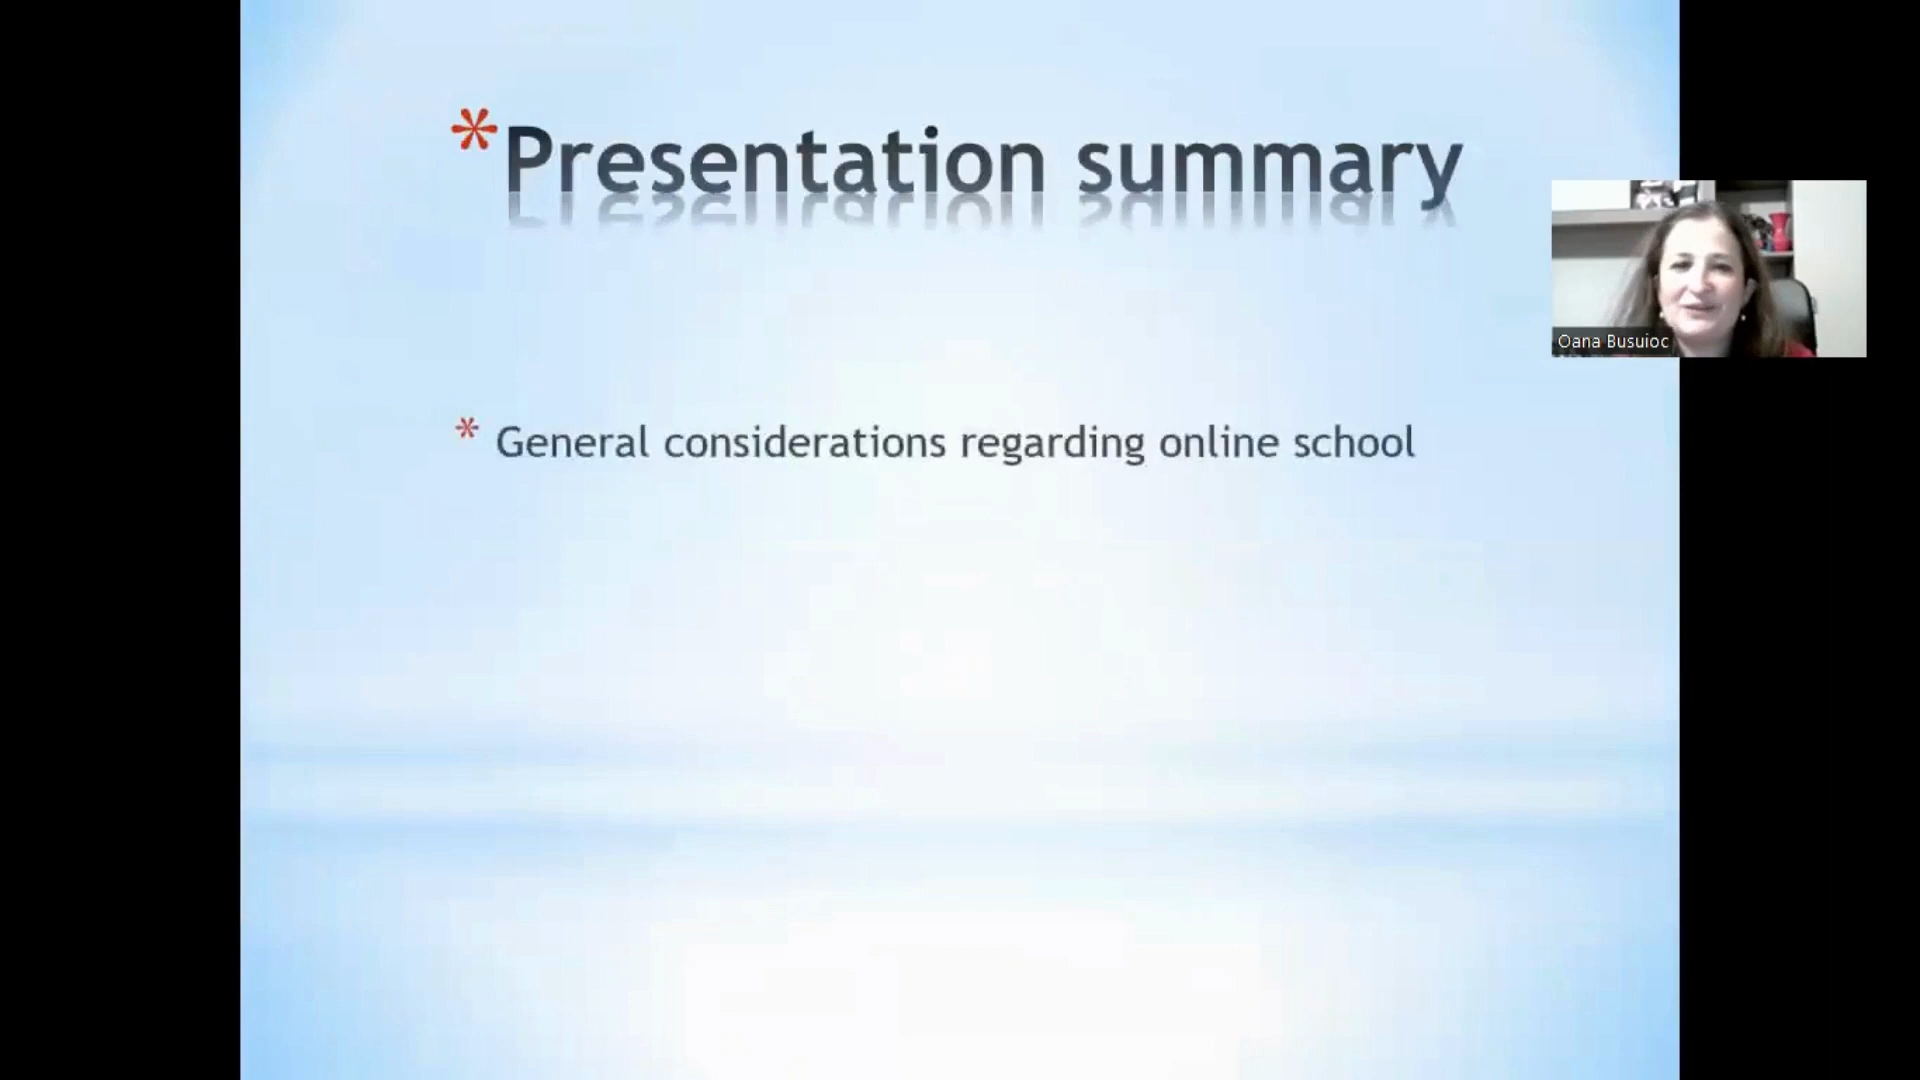 *Presentation summary
* General considerations regarding online school
Oana Busuioc